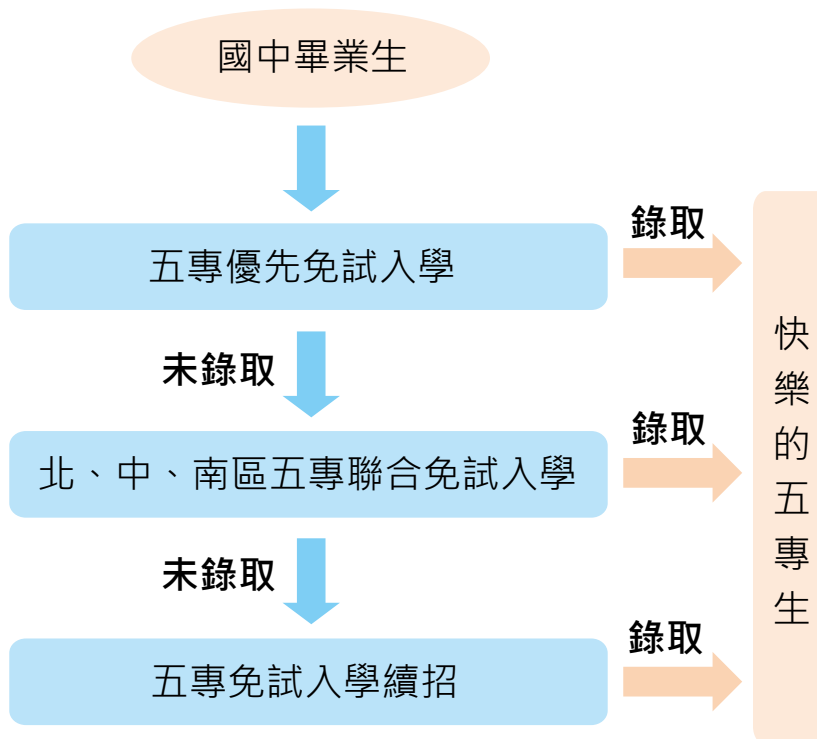 國中畢業生
五專優先免試入學
錄取
未錄取
北、中、南區五專聯合免試入學
錄取
未錄取
五專免試入學續招
錄取
快樂的五專生